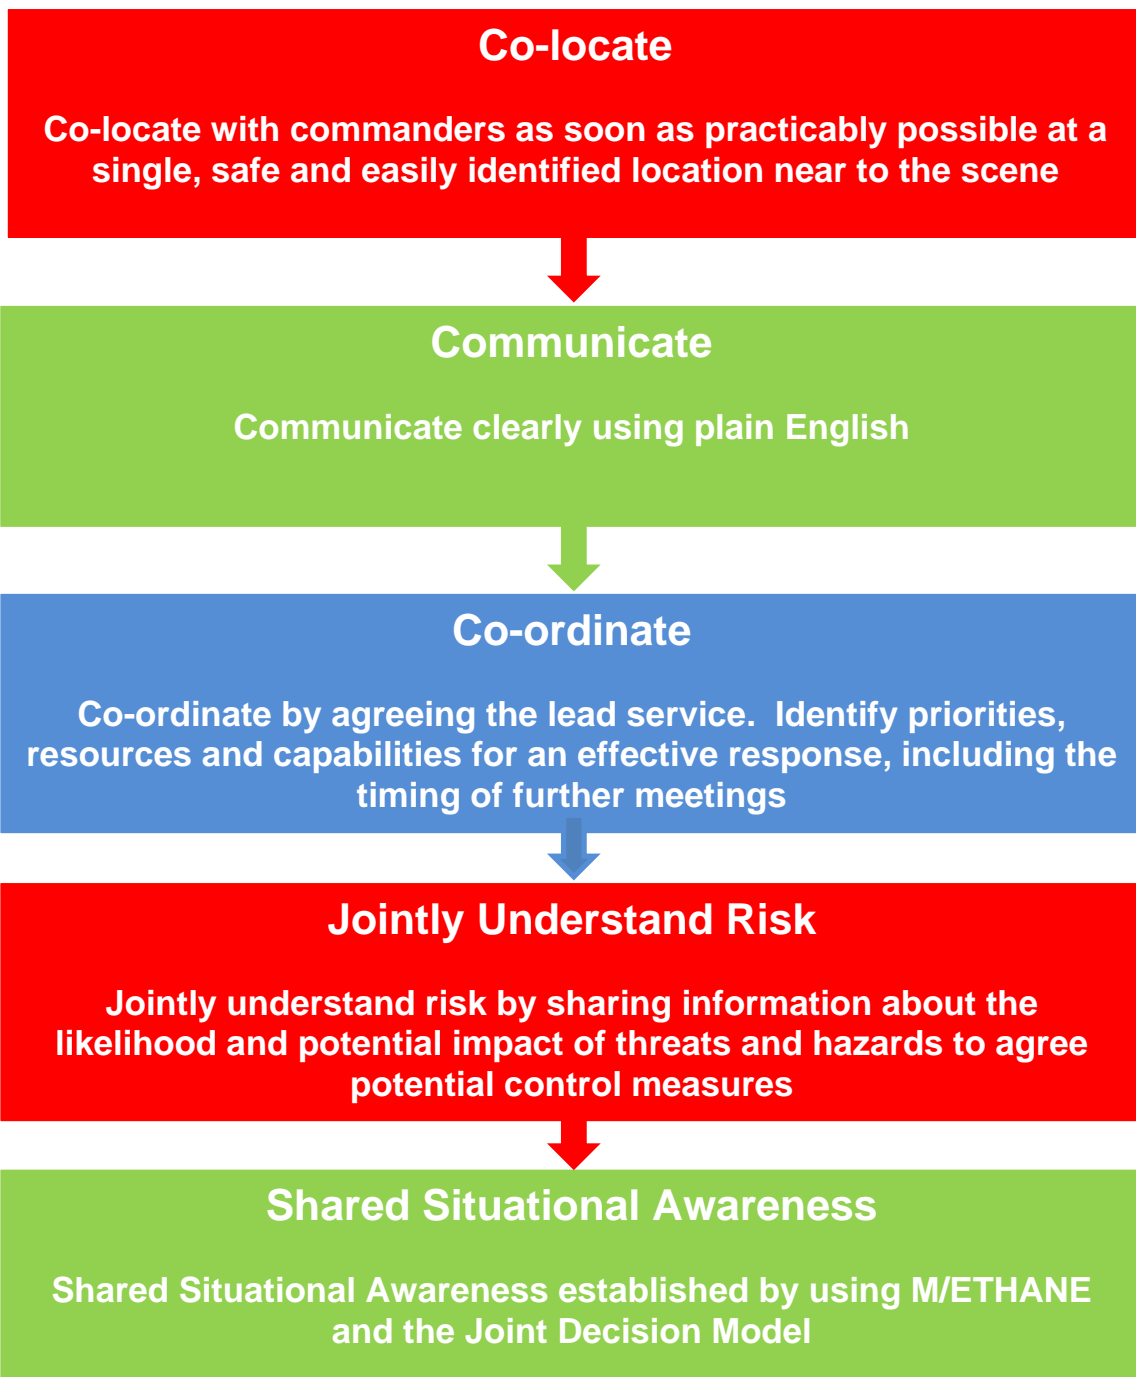 Co-locate
Co-locate with commanders as soon as practicably possible at a
single, safe and easily identified location near to the scene
Communicate
Communicate clearly using plain English
Co-ordinate
Co-ordinate by agreeing the lead service.  Identify priorities,
resources and capabilities for an effective response, including the
timing of further meetings
Jointly Understand Risk
Jointly understand risk by sharing information about the
likelihood and potential impact of threats and hazards to agree
potential control measures
Shared Situational Awareness
Shared Situational Awareness established by using M/ETHANE
and the Joint Decision Model